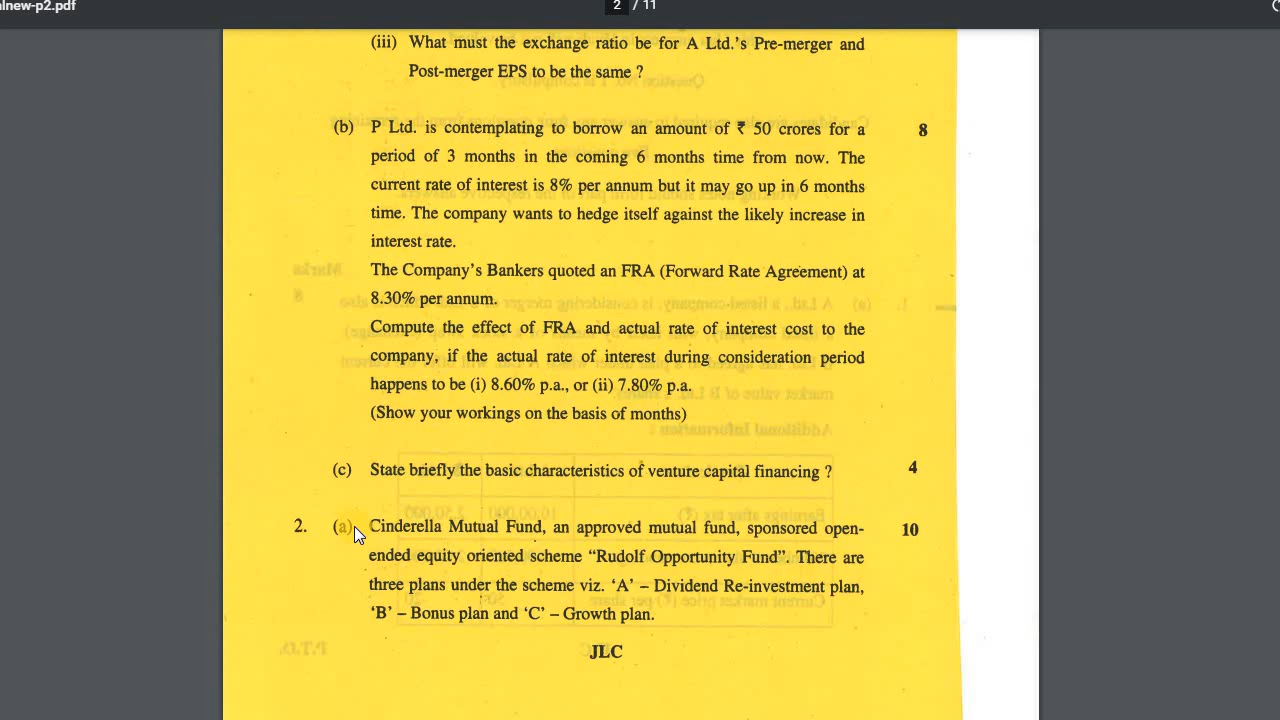 alnew-p2.pdf
2 / 11
(iii) What must the exchange ratio be for A Ltd.'s Pre-merger and
Post-merger EPS to be the same ?
(b) P Ltd. is contemplating to borrow an amount of ₹ 50 crores for a 8
period of 3 months in the coming 6 months time from now. The
current rate of interest is 8% per annum but it may go up in 6 months
time. The company wants to hedge itself against the likely increase in
interest rate.
The Company's Bankers quoted an FRA (Forward Rate Agreement) at
8.30% per annum.
Compute the effect of FRA and actual rate of interest cost to the
company, if the actual rate of interest during consideration period
happens to be (i) 8.60% p.a., or (ii) 7.80% p.a.
(Show your workings on the basis of months)
(c) State briefly the basic characteristics of venture capital financing ? 4
2. (a) Cinderella Mutual Fund, an approved mutual fund, sponsored open- 10
ended equity oriented scheme “Rudolf Opportunity Fund”. There are
three plans under the scheme viz. ‘A’ – Dividend Re-investment plan,
‘B’ – Bonus plan and ‘C’ – Growth plan.
JLC